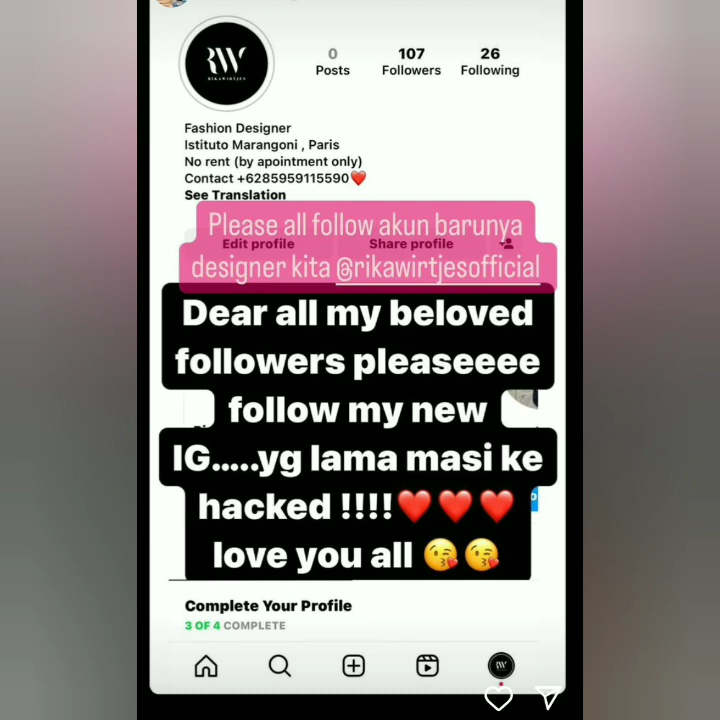 RW
RIKAWIRTJES
0
107
26
Posts
Followers
Following
Fashion Designer
Istituto Marangoni , Paris
No rent (by apointment only)
Contact +6285959115590❤️
See Translation
Please all follow akun barunya
Edit profile
Share profile
designer kita @rikawirtjesofficial
Dear all my beloved
followers pleaseeee
follow my new
IG.....yg lama masi ke
hacked !!!!❤️❤️❤️
love you all 😘😘
Complete Your Profile
3 OF 4 COMPLETE
RW